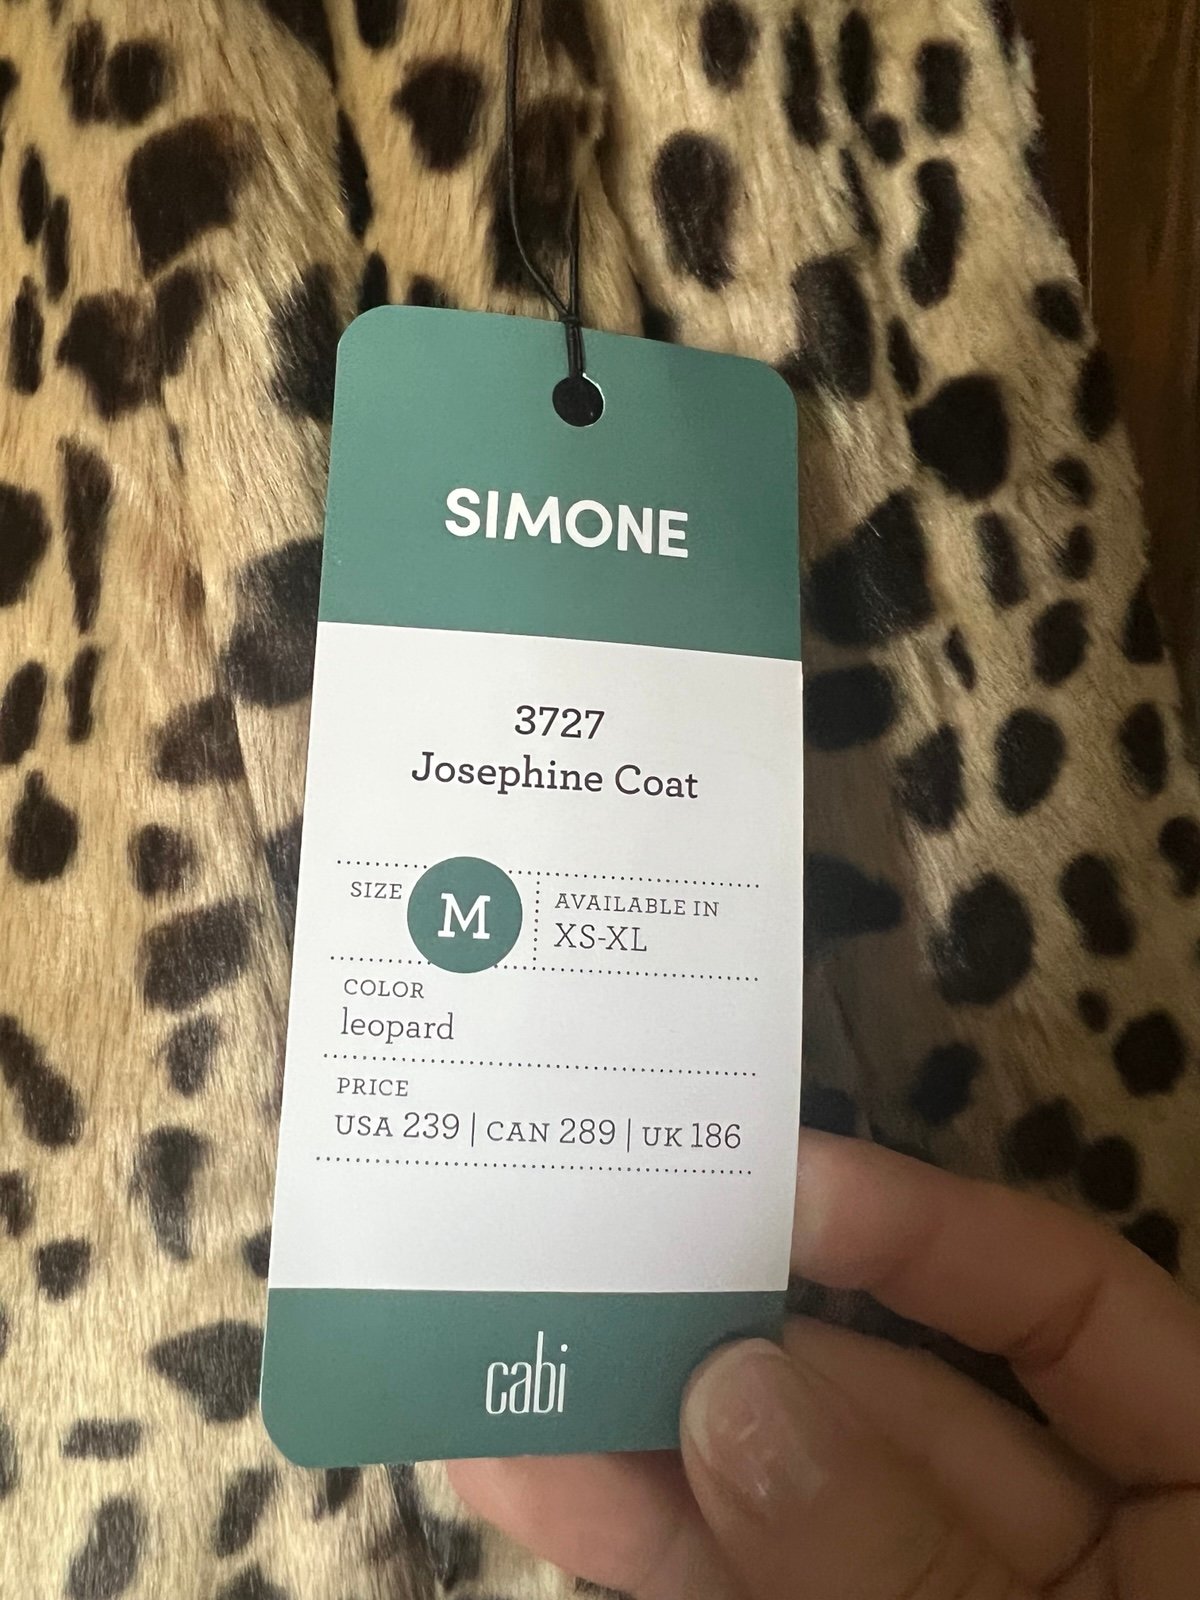 SIMONE
3727
Josephine Coat
SIZE M
AVAILABLE IN
XS-XL
COLOR
leopard
PRICE
USA 239 | CAN 289 | UK 186
cabi